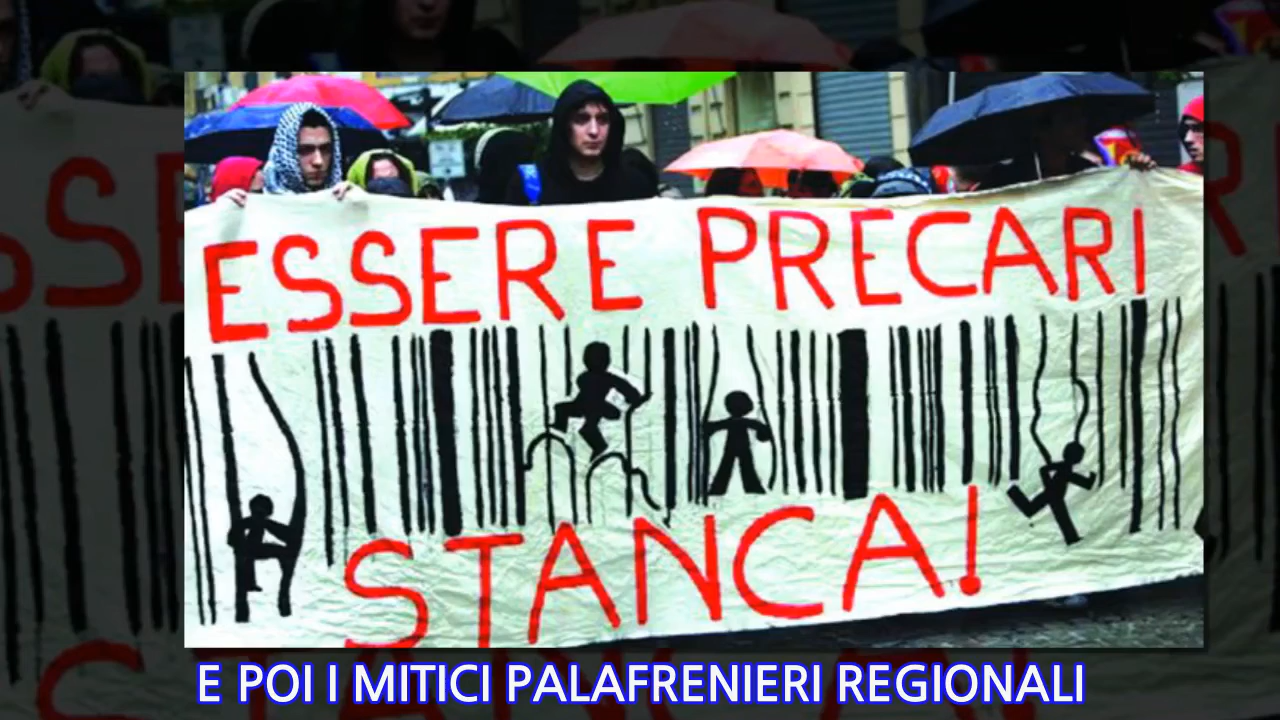 ESSERE PRECARI
STANCA!
E POI I MITICI PALAFRENIERI REGIONALI